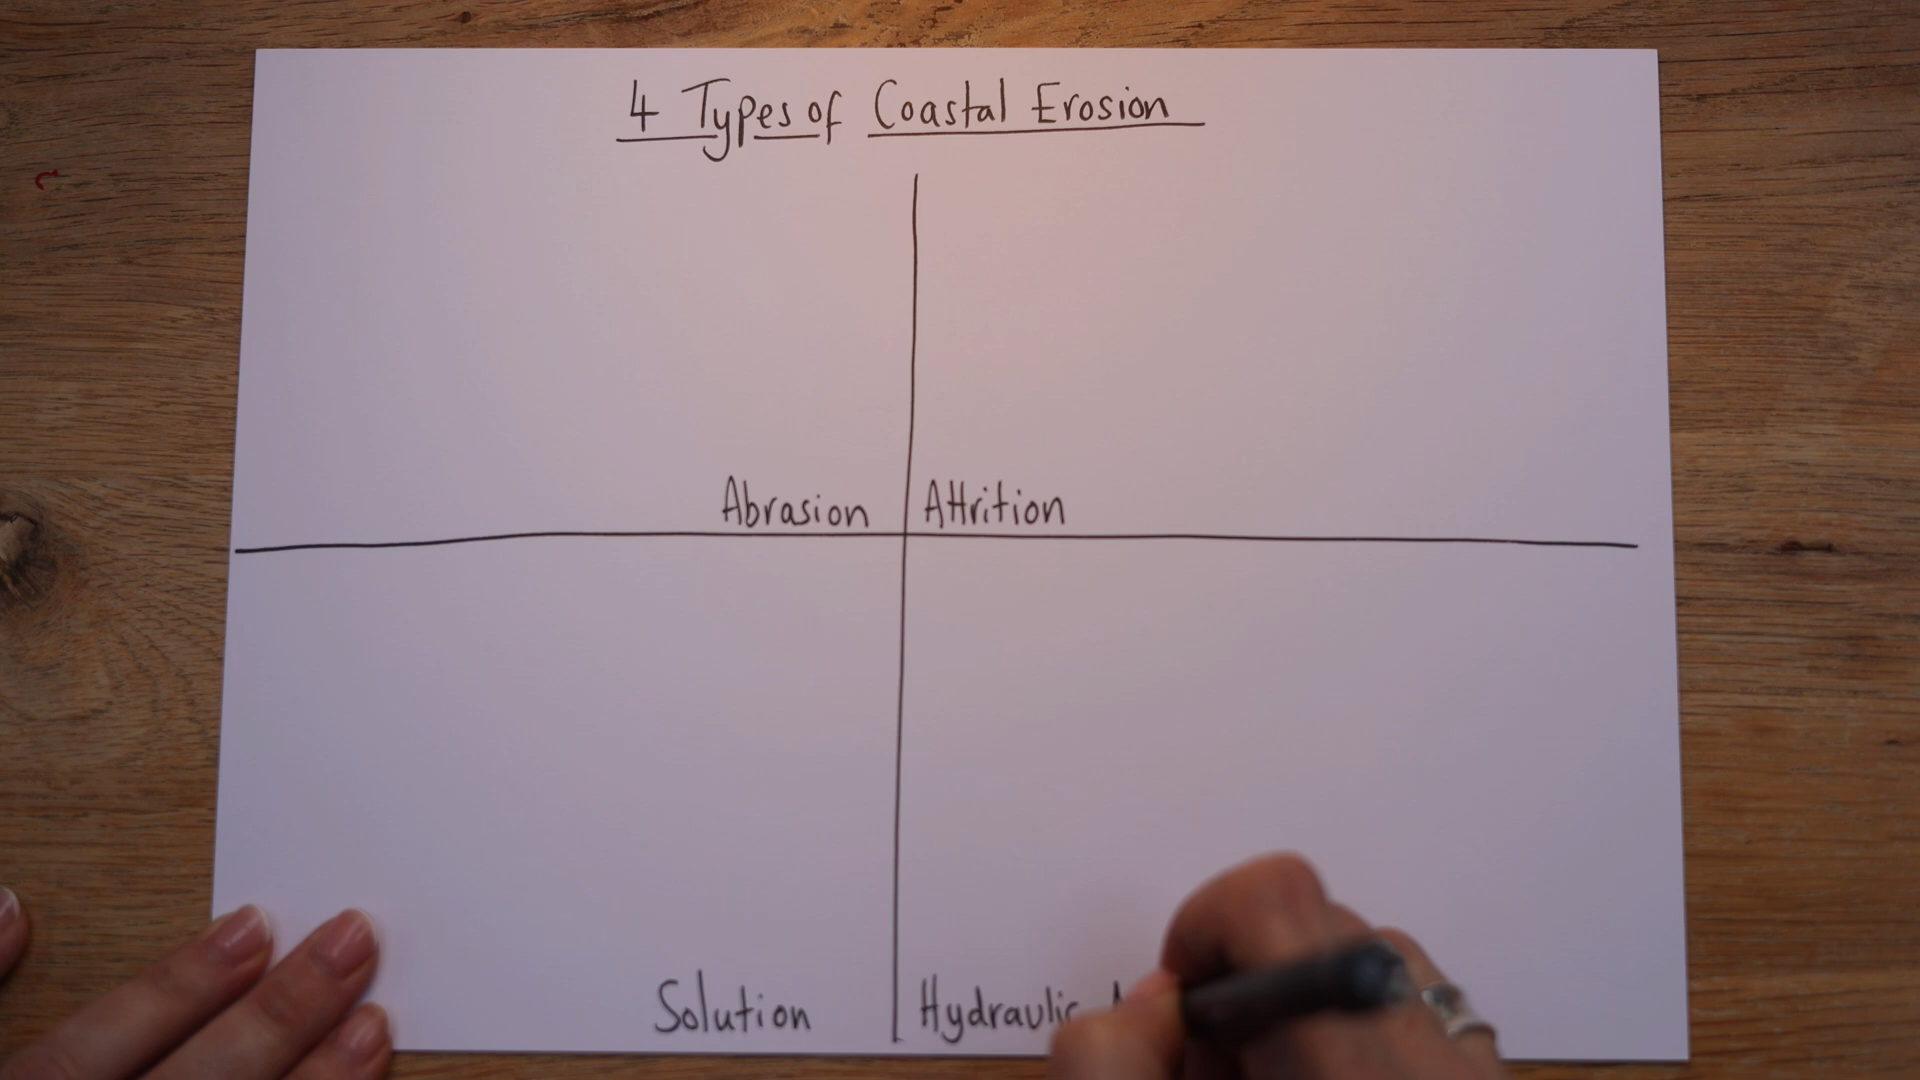 4 Types of Coastal Erosion
Abrasion
Attrition
Solution
Hydraulic